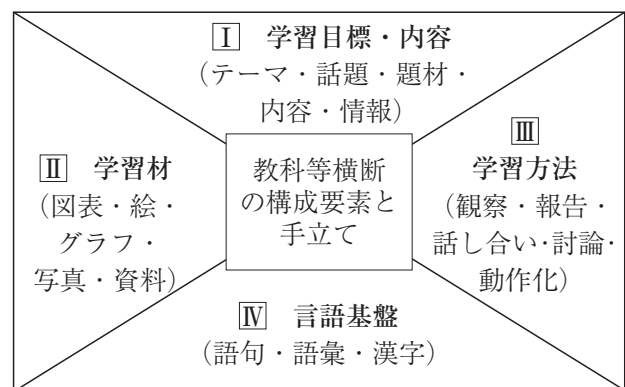 Ⅰ 学習目標・内容
（テーマ・話題・題材・
内容・情報）
Ⅱ 学習材
（図表・絵・
グラフ・
写真・資料）
教科等横断
の構成要素と
手立て
Ⅲ
学習方法
（観察・報告・
話し合い・討論・
動作化）
Ⅳ 言語基盤
（語句・語彙・漢字）